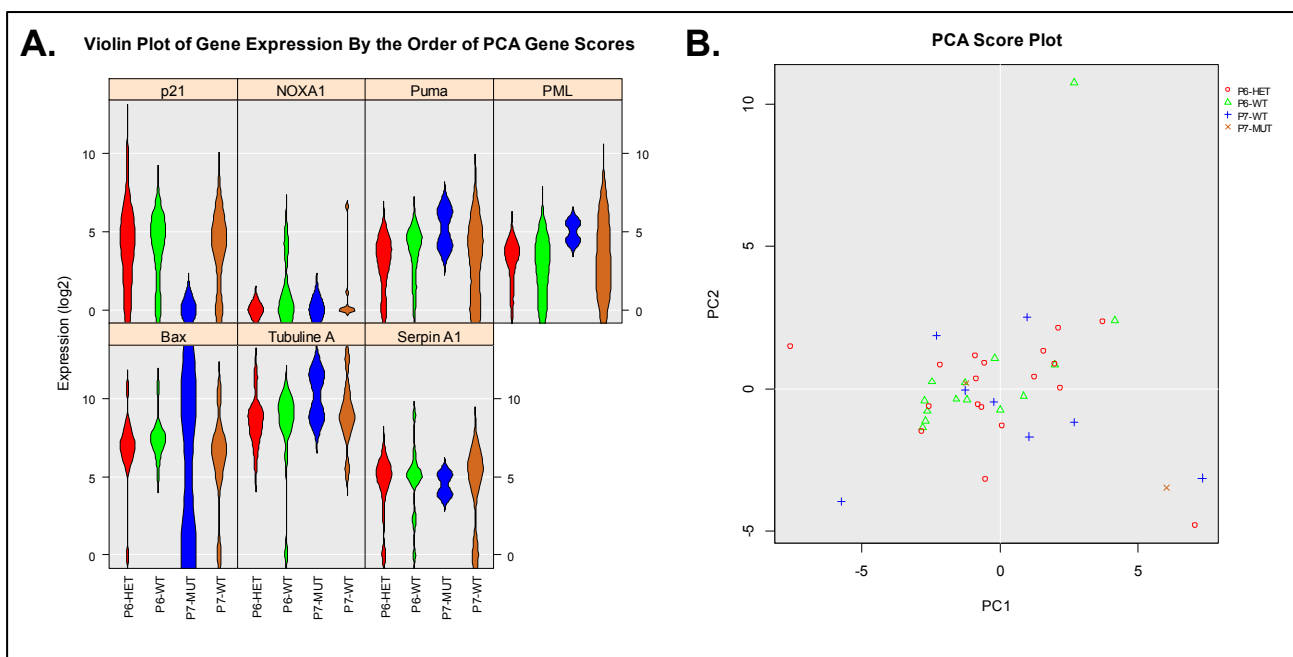 A.
Violin Plot of Gene Expression By the Order of PCA Gene Scores
p21 NOXA1 Puma PML
10 10
5 5
0 0
Bax Tubuline A Serpin A1
10 10
5 5
0 0
Expression (log2)
P6-HET P6-WT P7-MUT P7-WT P6-HET P6-WT P7-MUT P7-WT P6-HET P6-WT P7-MUT P7-WT
B.
PCA Score Plot
10
5
0
-5
PC2
-5 0 5
PC1
P6-HET
P6-WT
P7-WT
P7-MUT